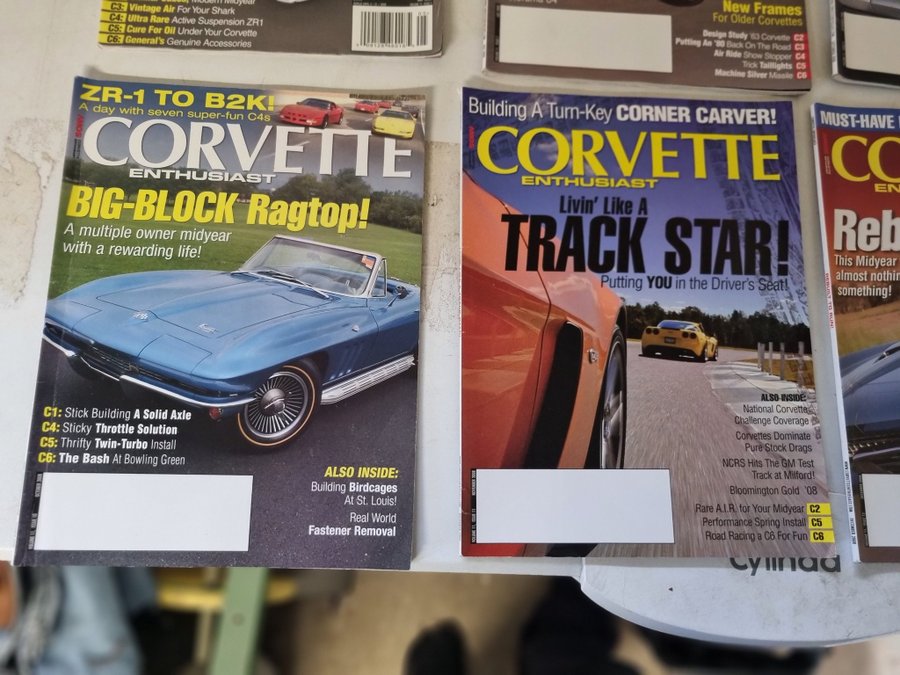 C3: Vintage Air For Your Shark
C4: Ultra Rare Active Suspension ZR1
C5: Cure For Oil Under Your Corvette
C6: General's Genuine Accessories
New Frames
For Older Corvettes
Design Study '63 Corvette C2
Putting An '80 Back On The Road C3
Air Ride Show Stopper C4
Trick Taillights C5
Machine Silver Missile C6
ZR-1 TO B2K!
A day with seven super-fun C4s
CORVETTE
ENTHUSIAST
BIG-BLOCK Ragtop!
A multiple owner midyear
with a rewarding life!
C1: Stick Building A Solid Axle
C4: Sticky Throttle Solution
C5: Thrifty Twin-Turbo Install
C6: The Bash At Bowling Green
ALSO INSIDE:
Building Birdcages
At St. Louis!
Real World
Fastener Removal
Building A Turn-Key CORNER CARVER!
CORVETTE
ENTHUSIAST
Livin' Like A
TRACK STAR!
Putting YOU in the Driver's Seat!
ALSO INSIDE:
National Corvette
Challenge Coverage
Corvettes Dominate
Pure Stock Drags
NCRS Hits The GM Test
Track at Milford!
Bloomington Gold '08
Rare A.I.R. for Your Midyear C2
Performance Spring Install C5
Road Racing a C6 For Fun C6
MUST-HAVE
CO
EN
Reb
This Midyear
almost nothin
something!
Cylinda